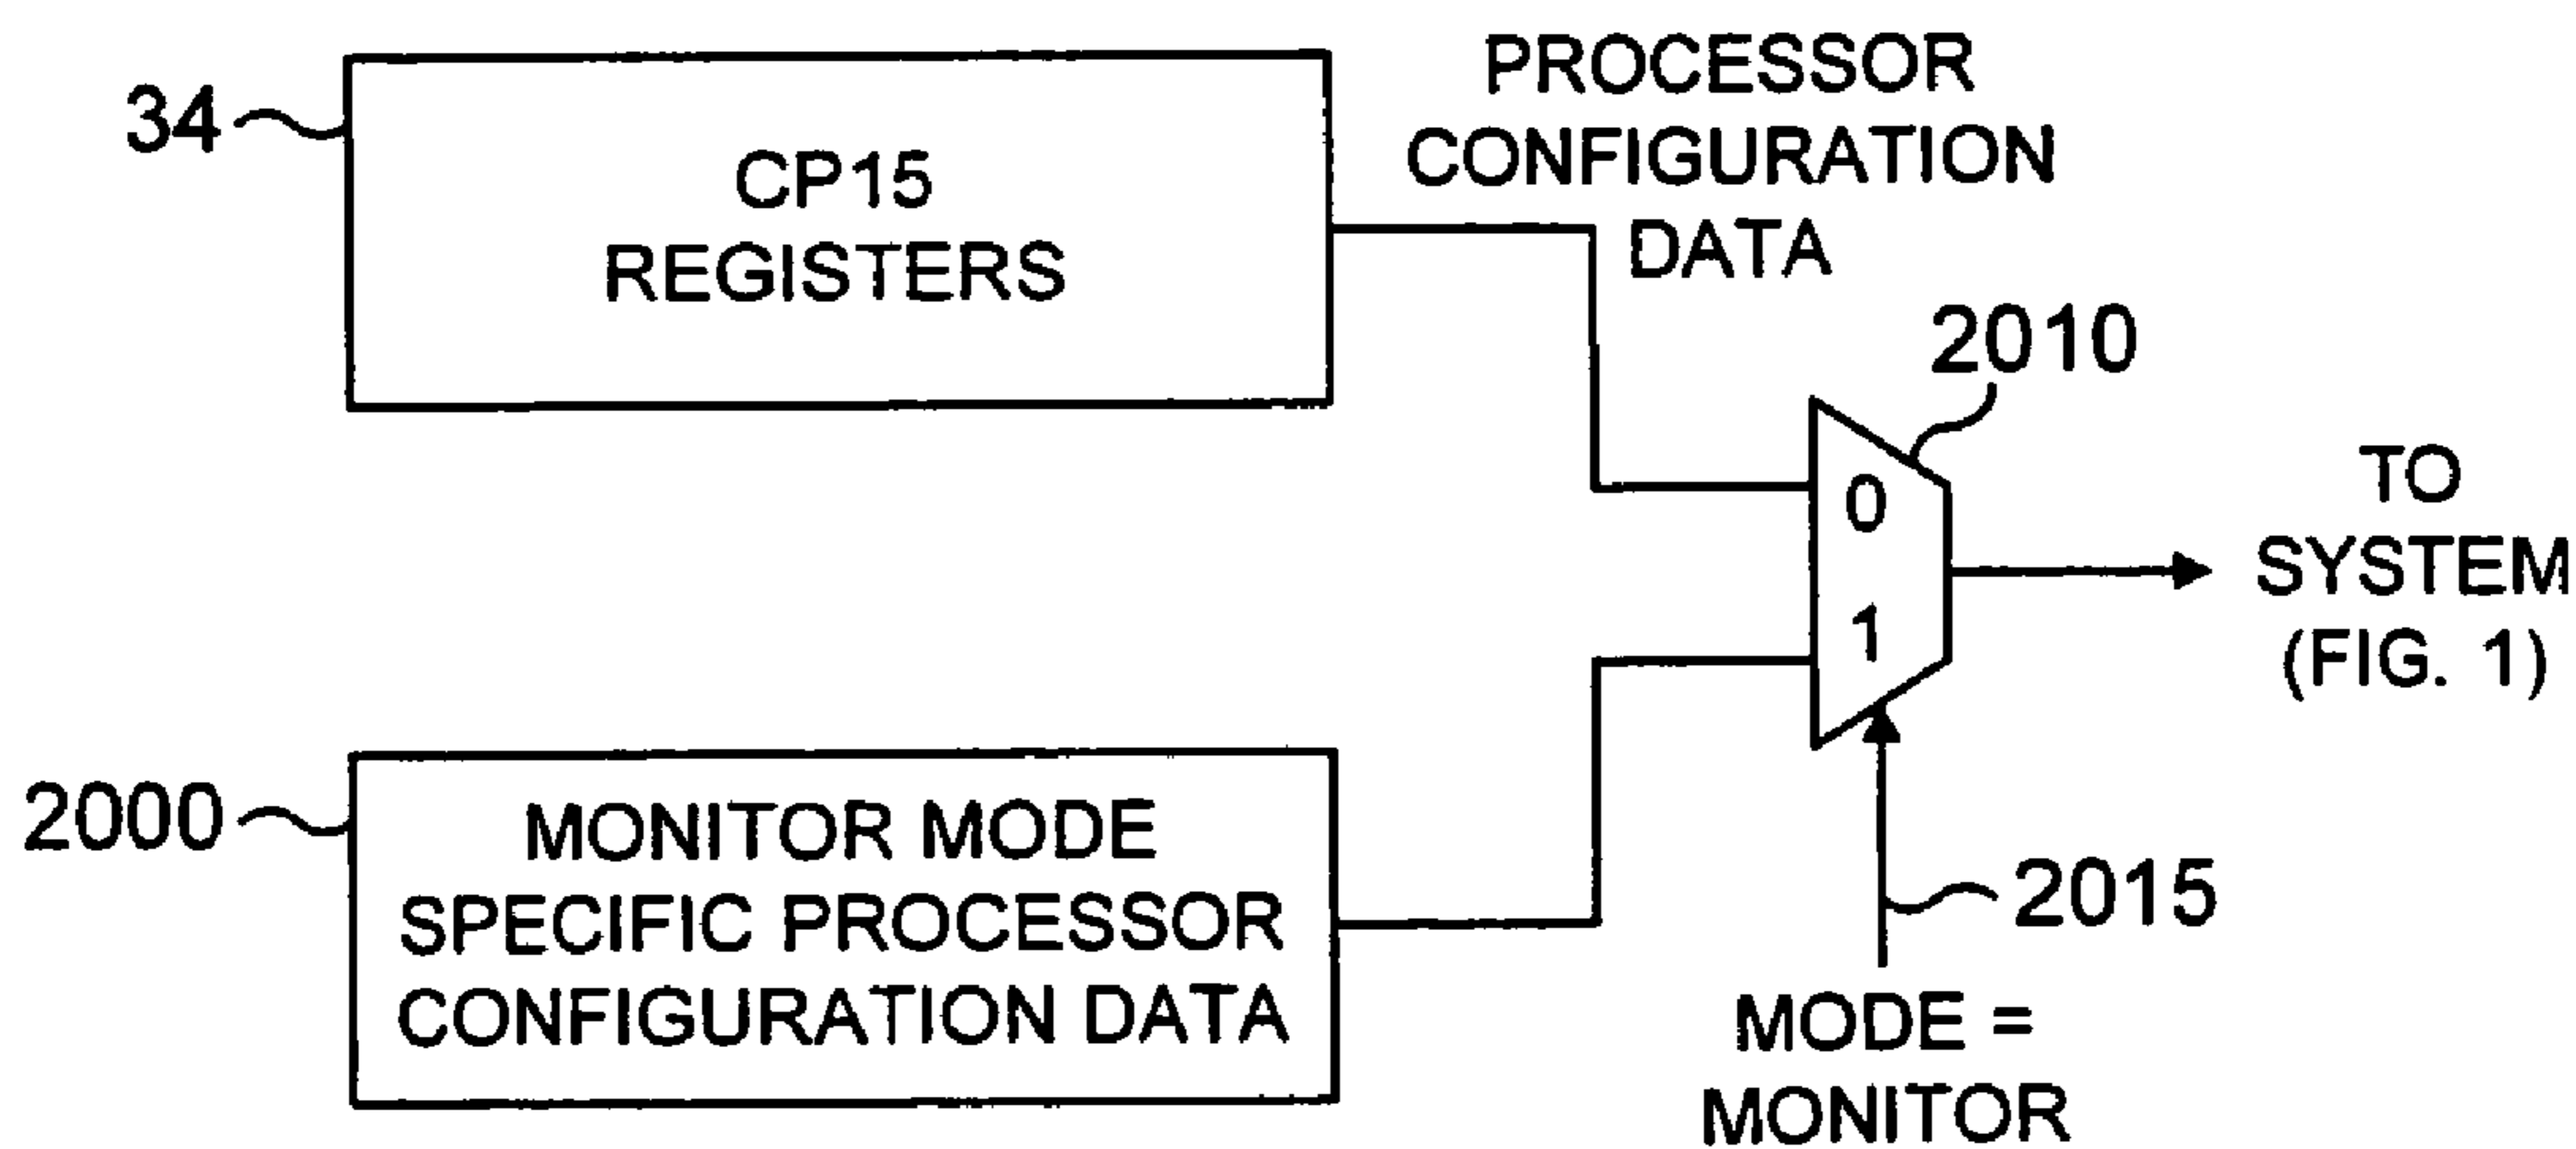 34
CP15
REGISTERS
PROCESSOR
CONFIGURATION
DATA
2010
0
1
TO
SYSTEM
(FIG. 1)
2000
MONITOR MODE
SPECIFIC PROCESSOR
CONFIGURATION DATA
2015
MODE =
MONITOR